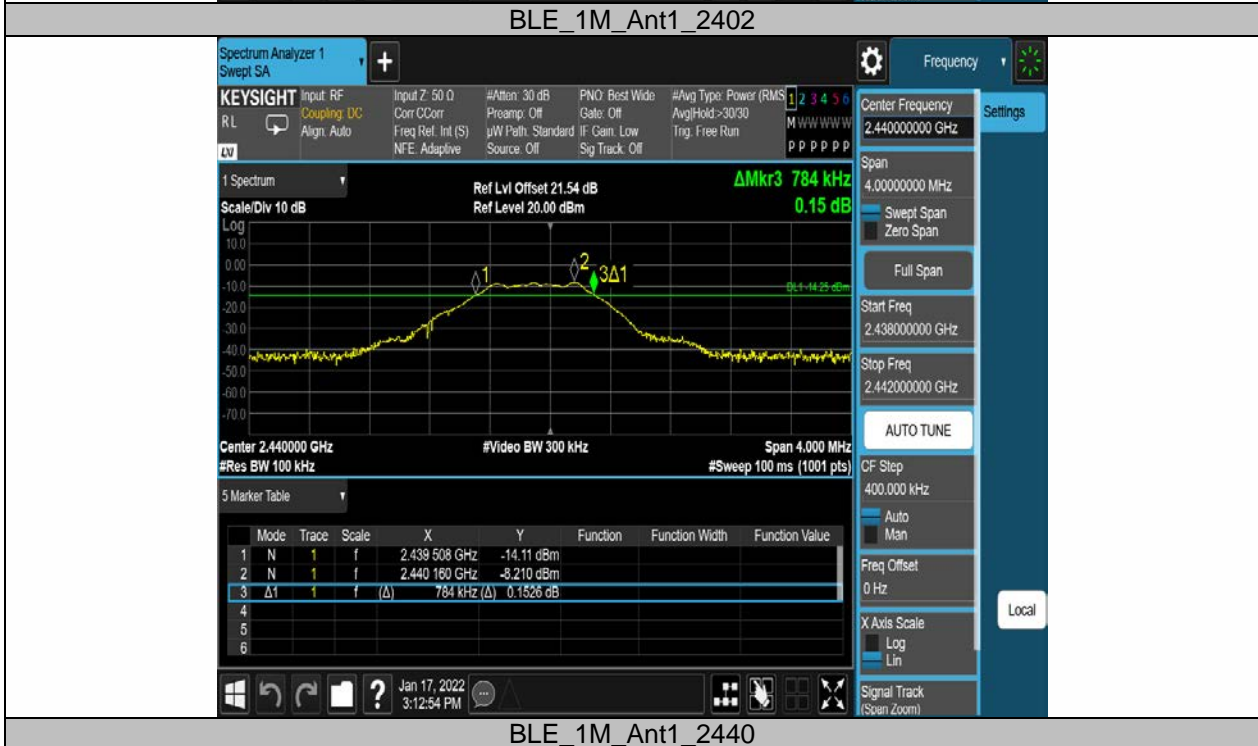 BLE_1M_Ant1_2402
Spectrum Analyzer 1
Swept SA
+
Frequency
KEYSIGHT
RL
LXI
Input: RF
Coupling: DC
Align: Auto
Input Z: 50 Ω
Corr CCorr
Freq Ref: Int (S)
NFE: Adaptive
#Atten: 30 dB
Preamp: Off
µW Path: Standard
Source: Off
PNO: Best Wide
Gate: Off
IF Gain: Low
Sig Track: Off
#Avg Type: Power (RMS
Avg|Hold:>30/30
Trig: Free Run
1 2 3 4 5 6
M W W W W W
P P P P P P
Center Frequency
2.440000000 GHz
Settings
Span
4.00000000 MHz
Swept Span
Zero Span
Full Span
Start Freq
2.438000000 GHz
Stop Freq
2.442000000 GHz
AUTO TUNE
CF Step
400.000 kHz
Auto
Man
Freq Offset
0 Hz
X Axis Scale
Log
Lin
Signal Track
(Span Zoom)
Local
1 Spectrum
Scale/Div 10 dB
Ref Lvl Offset 21.54 dB
Ref Level 20.00 dBm
ΔMkr3 784 kHz
0.15 dB
Log
10.0
0.00
-10.0
-20.0
-30.0
-40.0
-50.0
-60.0
-70.0
1
2
3Δ1
DL1 -14.25 dBm
Center 2.440000 GHz
#Video BW 300 kHz
Span 4.000 MHz
#Res BW 100 kHz
#Sweep 100 ms (1001 pts)
5 Marker Table
Mode Trace Scale X Y Function Function Width Function Value
1 N 1 f 2.439 508 GHz -14.11 dBm
2 N 1 f 2.440 160 GHz -8.210 dBm
3 Δ1 1 f (Δ) 784 kHz (Δ) 0.1526 dB
4
5
6
?
Jan 17, 2022
3:12:54 PM
BLE_1M_Ant1_2440